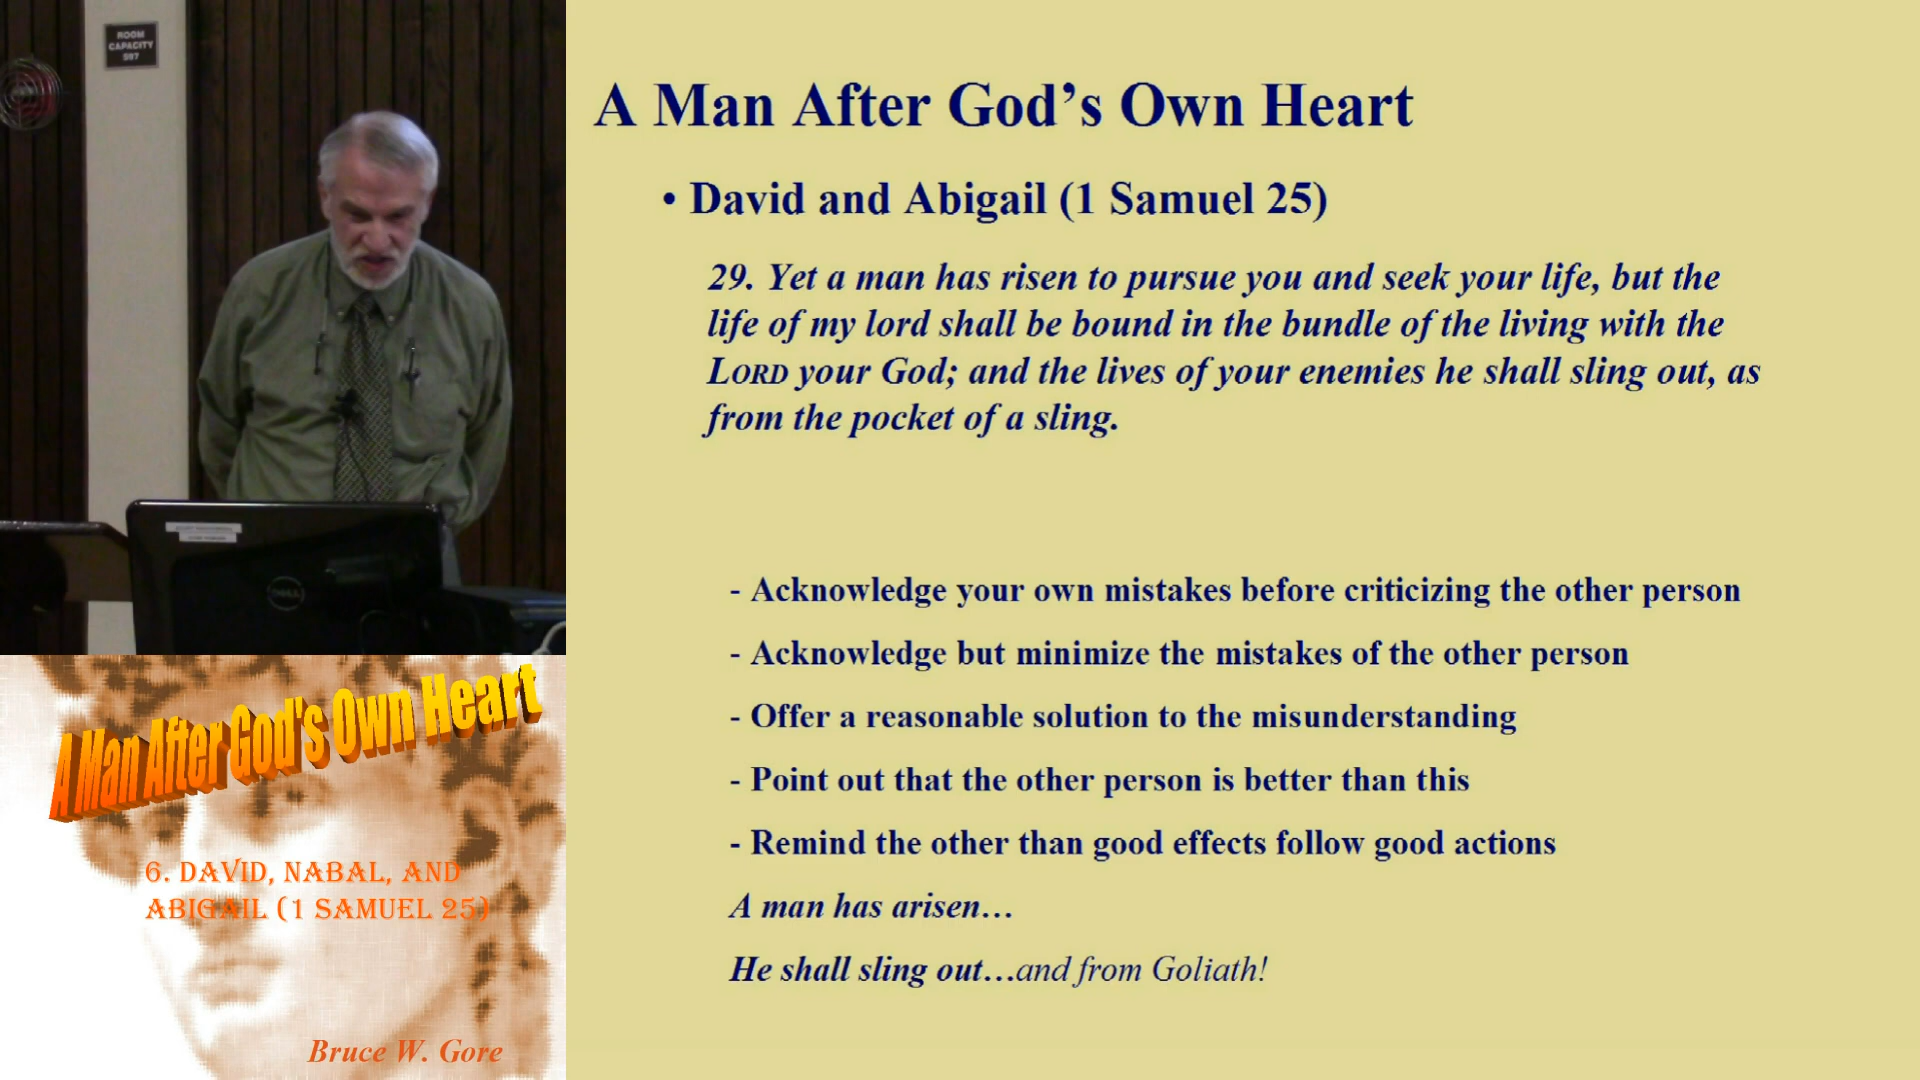 ROOM
CAPACITY
597
A Man After God's Own Heart
• David and Abigail (1 Samuel 25)
29. Yet a man has risen to pursue you and seek your life, but the
life of my lord shall be bound in the bundle of the living with the
LORD your God; and the lives of your enemies he shall sling out, as
from the pocket of a sling.
- Acknowledge your own mistakes before criticizing the other person
- Acknowledge but minimize the mistakes of the other person
- Offer a reasonable solution to the misunderstanding
- Point out that the other person is better than this
- Remind the other than good effects follow good actions
A man has arisen…
He shall sling out…and from Goliath!
DELL
A Man After God's Own Heart
6. DAVID, NABAL, AND
ABIGAIL (1 SAMUEL 25)
Bruce W. Gore